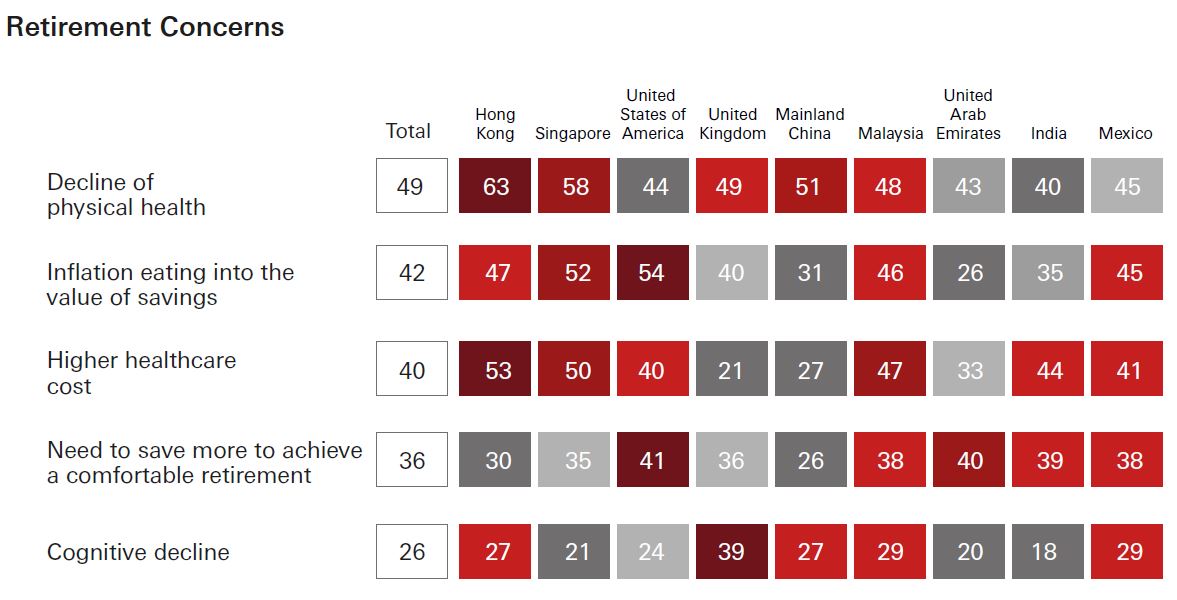 Retirement Concerns
United United
Hong States of United Mainland Arab
Total Kong Singapore America Kingdom China Malaysia Emirates India Mexico
Decline of
physical health
49 63 58 44 49 51 48 43 40 45
Inflation eating into the
value of savings
42 47 52 54 40 31 46 26 35 45
Higher healthcare
cost
40 53 50 40 21 27 47 33 44 41
Need to save more to achieve
a comfortable retirement
36 30 35 41 36 26 38 40 39 38
Cognitive decline
26 27 21 24 39 27 29 20 18 29